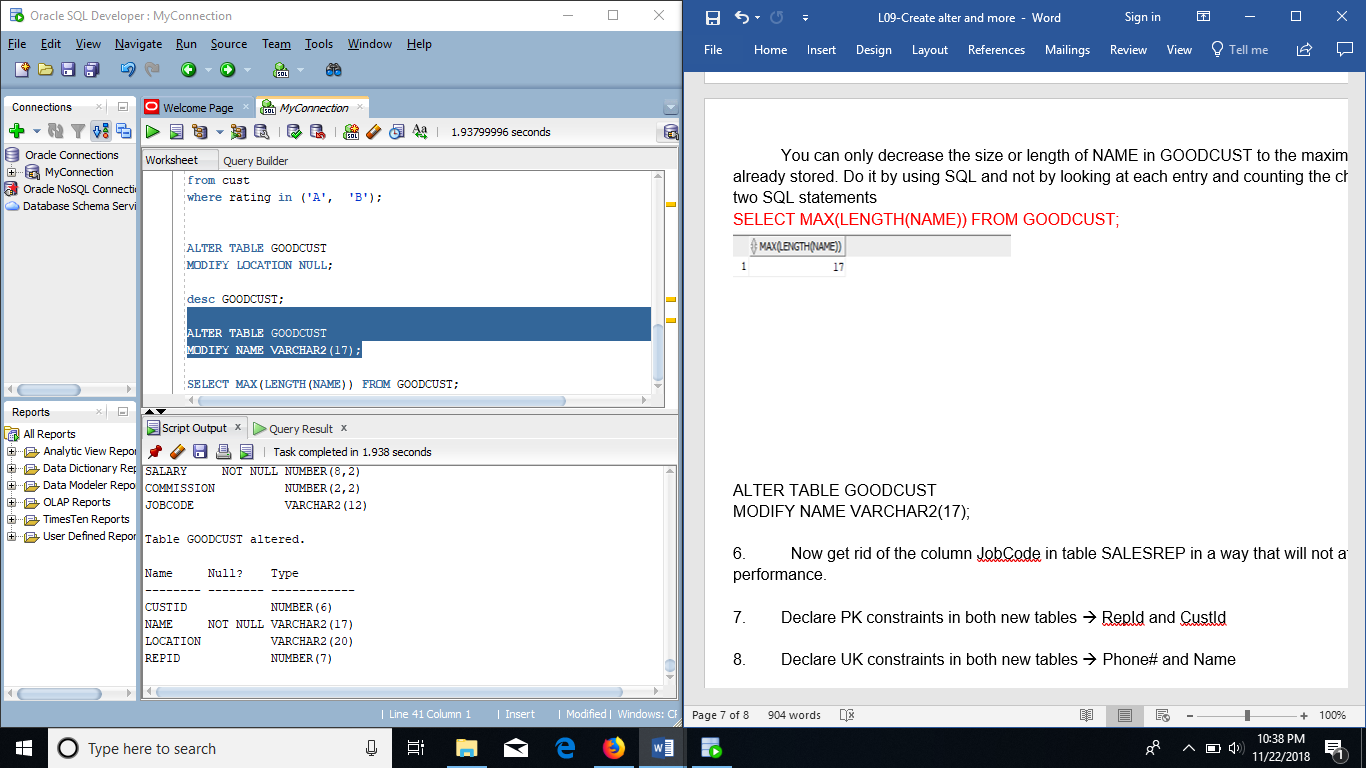 Oracle SQL Developer : MyConnection
File Edit View Navigate Run Source Team Tools Window Help
Connections
Oracle Connections
MyConnection
Oracle NoSQL Connecti
Database Schema Servi
Reports
All Reports
Analytic View Repor
Data Dictionary Rep
Data Modeler Repo
OLAP Reports
TimesTen Reports
User Defined Repor
Welcome Page
MyConnection
1.93799996 seconds
Worksheet Query Builder
from cust
where rating in ('A', 'B');
ALTER TABLE GOODCUST
MODIFY LOCATION NULL;
desc GOODCUST;
ALTER TABLE GOODCUST
MODIFY NAME VARCHAR2(17);
SELECT MAX(LENGTH(NAME)) FROM GOODCUST;
Script Output x Query Result x
Task completed in 1.938 seconds
SALARY NOT NULL NUMBER(8,2)
COMMISSION NUMBER(2,2)
JOBCODE VARCHAR2(12)
Table GOODCUST altered.
Name Null? Type
-------- -------- ------------
CUSTID NUMBER(6)
NAME NOT NULL VARCHAR2(17)
LOCATION VARCHAR2(20)
REPID NUMBER(7)
| Line 41 Column 1 | Insert | Modified | Windows: CF
L09-Create alter and more - Word Sign in
File Home Insert Design Layout References Mailings Review View Tell me
You can only decrease the size or length of NAME in GOODCUST to the maxim
already stored. Do it by using SQL and not by looking at each entry and counting the ch
two SQL statements
SELECT MAX(LENGTH(NAME)) FROM GOODCUST;
MAX(LENGTH(NAME))
1 17
ALTER TABLE GOODCUST
MODIFY NAME VARCHAR2(17);
6. Now get rid of the column JobCode in table SALESREP in a way that will not af
performance.
7. Declare PK constraints in both new tables → RepId and CustId
8. Declare UK constraints in both new tables → Phone# and Name
Page 7 of 8 904 words 100%
Type here to search
10:38 PM
11/22/2018
1